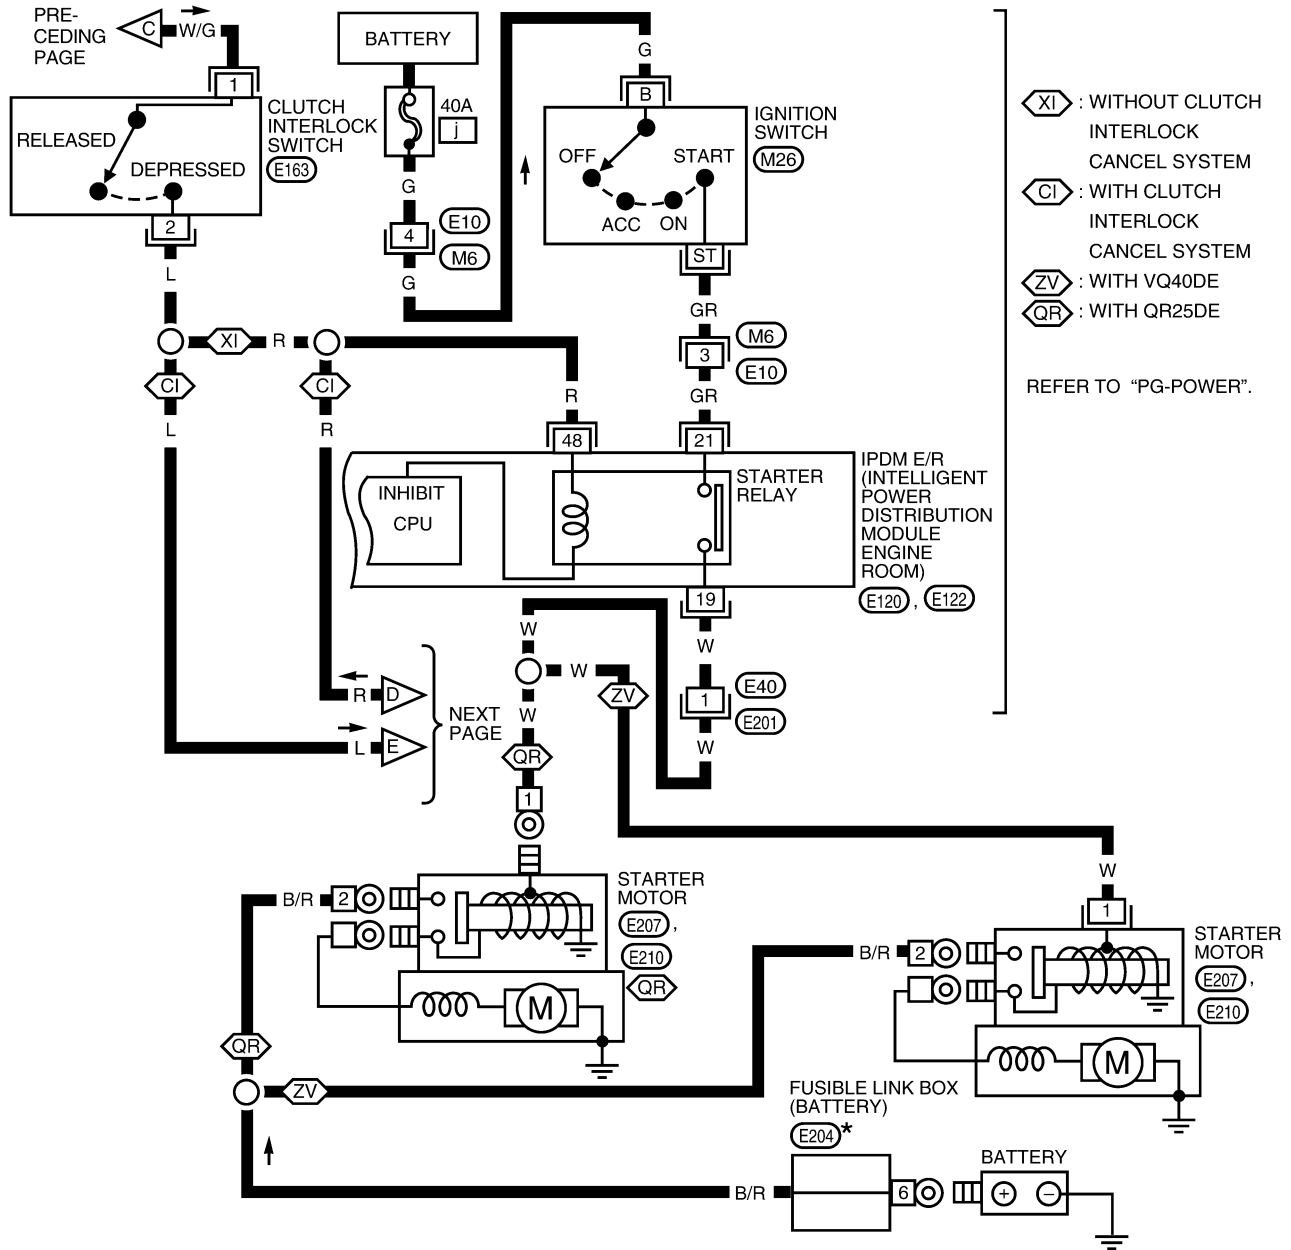 PRE-
CEDING
PAGE
C
W/G
1
CLUTCH
INTERLOCK
SWITCH
E163
RELEASED
DEPRESSED
2
L
BATTERY
40A
j
G
4
E10
M6
G
G
B
IGNITION
SWITCH
M26
OFF
START
ACC
ON
ST
GR
3
M6
E10
GR
XI : WITHOUT CLUTCH
INTERLOCK
CANCEL SYSTEM
CI : WITH CLUTCH
INTERLOCK
CANCEL SYSTEM
ZV : WITH VQ40DE
QR : WITH QR25DE
REFER TO “PG-POWER”.
XI
R
CI
CI
L
R
R
48
21
INHIBIT
CPU
STARTER
RELAY
IPDM E/R
(INTELLIGENT
POWER
DISTRIBUTION
MODULE
ENGINE
ROOM)
E120 , E122
19
W
W
W
ZV
1
E40
E201
W
W
R
D
L
E
NEXT
PAGE
QR
1
B/R
2
STARTER
MOTOR
E207 ,
E210
QR
M
W
1
B/R
2
STARTER
MOTOR
E207 ,
E210
M
QR
ZV
FUSIBLE LINK BOX
(BATTERY)
E204 *
B/R
6
BATTERY
+
−